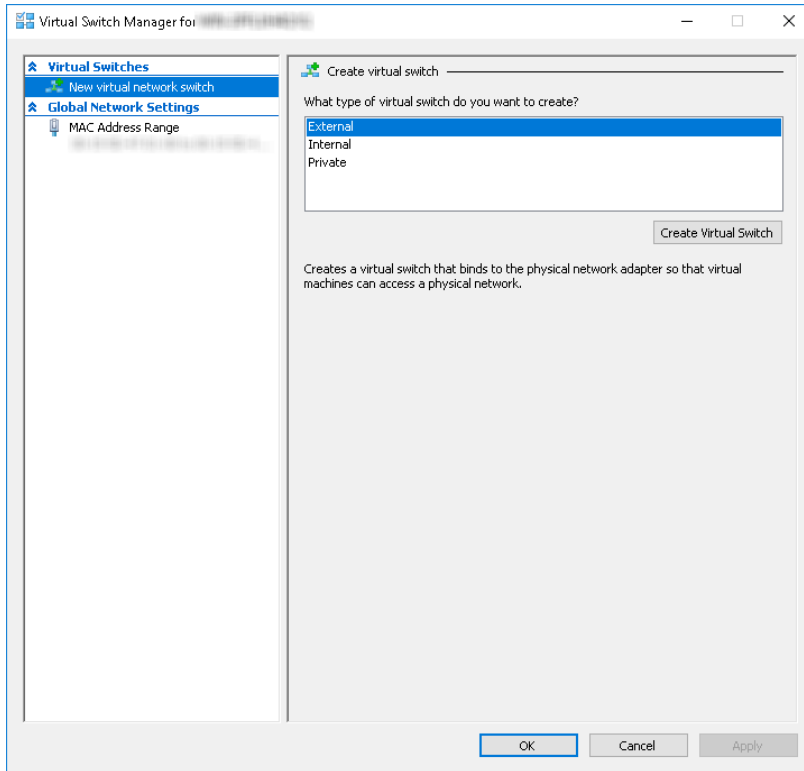 Virtual Switch Manager for
Virtual Switches
New virtual network switch
Global Network Settings
MAC Address Range
Create virtual switch
What type of virtual switch do you want to create?
External
Internal
Private
Create Virtual Switch
Creates a virtual switch that binds to the physical network adapter so that virtual
machines can access a physical network.
OK
Cancel
Apply